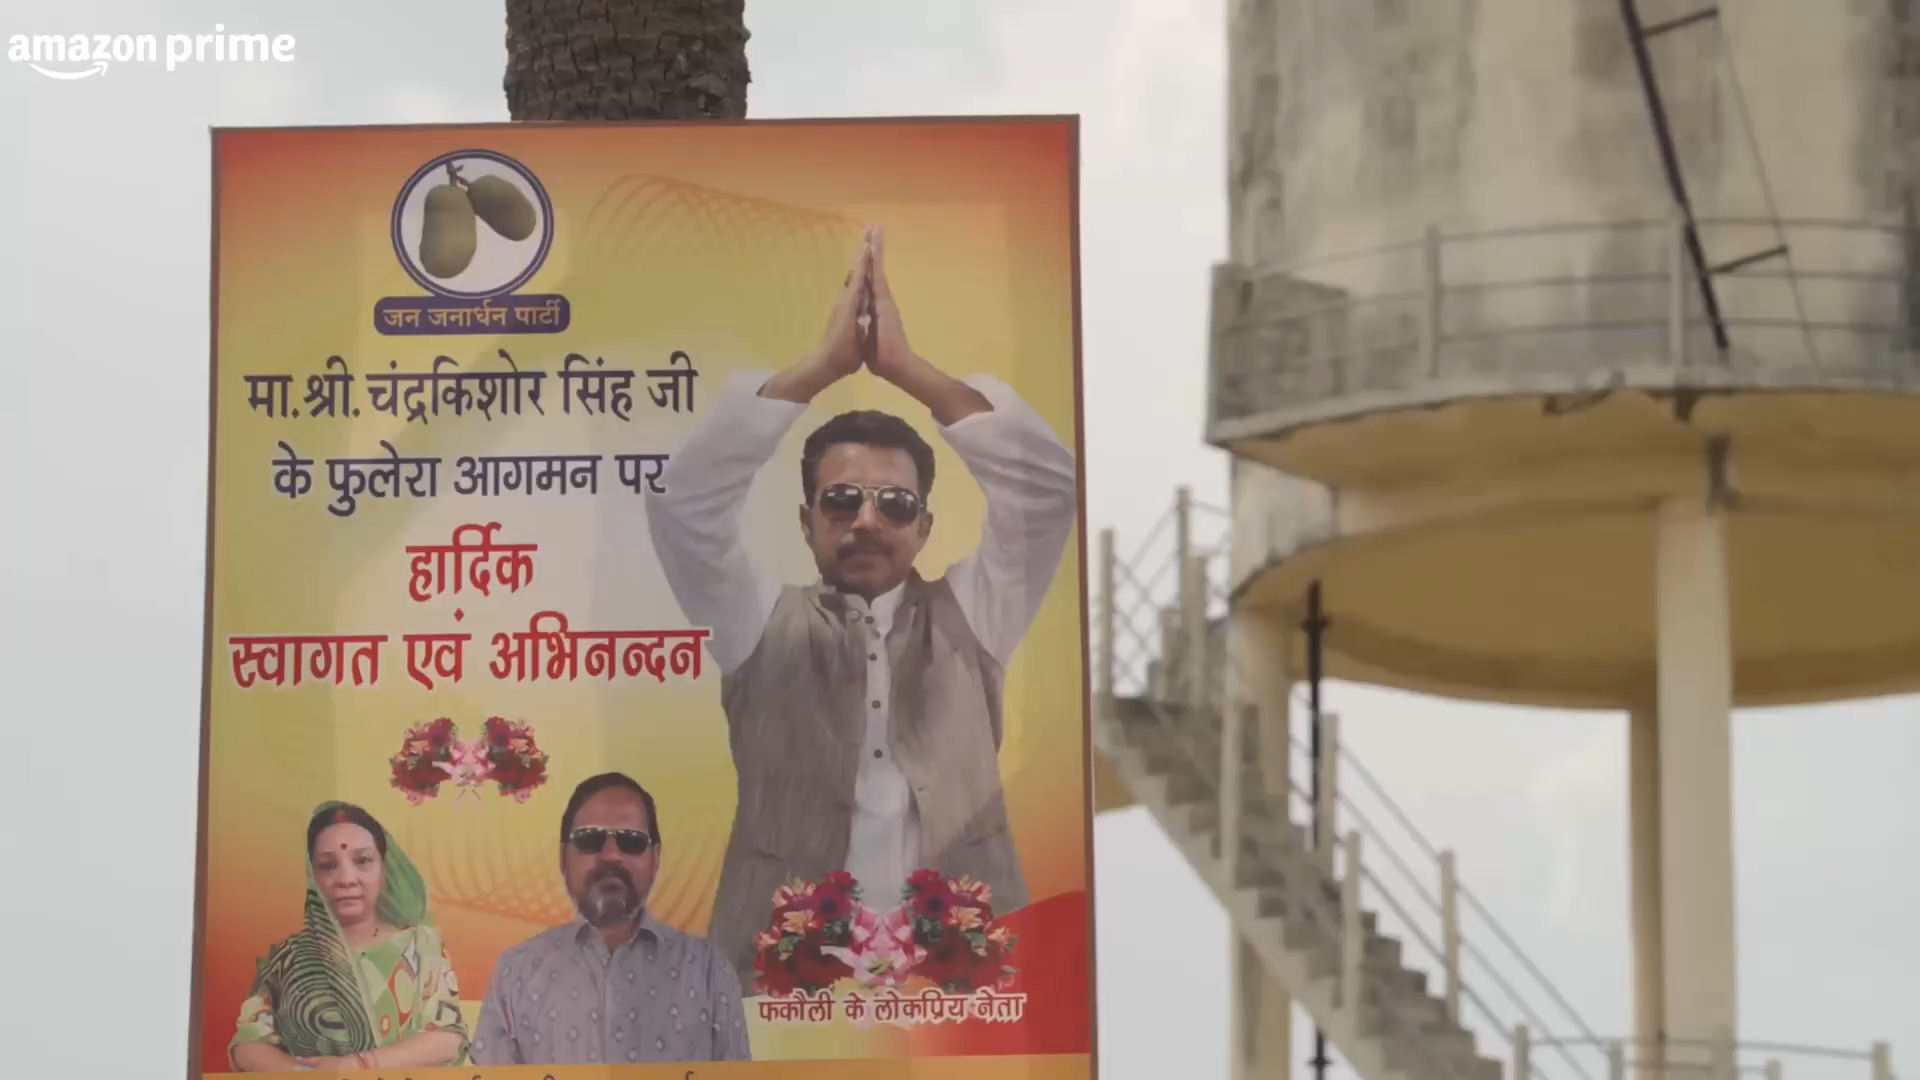 amazon prime
जन जनार्धन पार्टी
मा. श्री. चंद्रकिशोर सिंह जी
के फुलेरा आगमन पर
हार्दिक
स्वागत एवं अभिनन्दन
फकौली के लोकप्रिय नेता